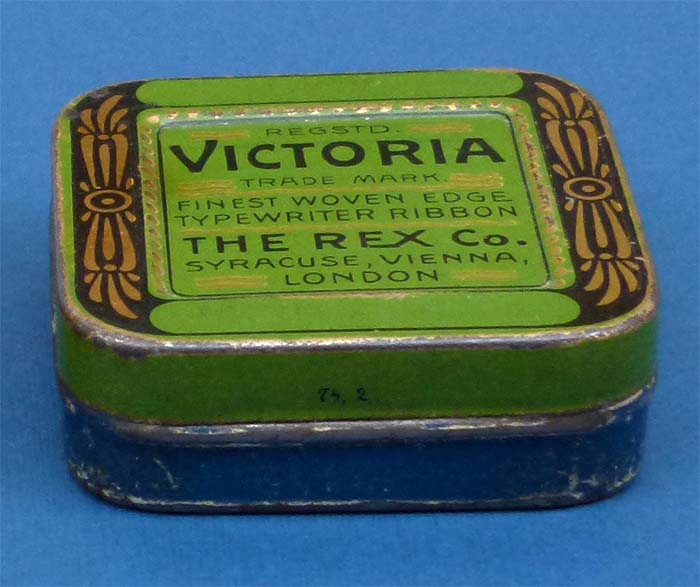 REGSTD.
VICTORIA
TRADE MARK.
FINEST WOVEN EDGE
TYPEWRITER RIBBON
THE REX Co.
SYRACUSE, VIENNA,
LONDON
74, 2